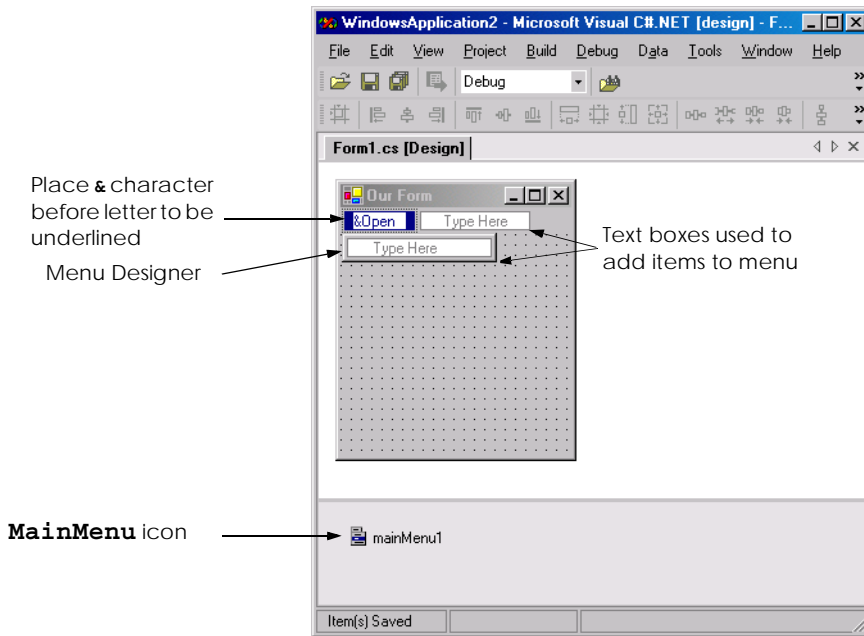 WindowsApplication2 - Microsoft Visual C#.NET [design] - F...
File Edit View Project Build Debug Data Tools Window Help
Debug
Form1.cs [Design]
Place & character
before letter to be
underlined
Menu Designer
Our Form
&Open Type Here
Type Here
Text boxes used to
add items to menu
MainMenu icon
mainMenu1
Item(s) Saved